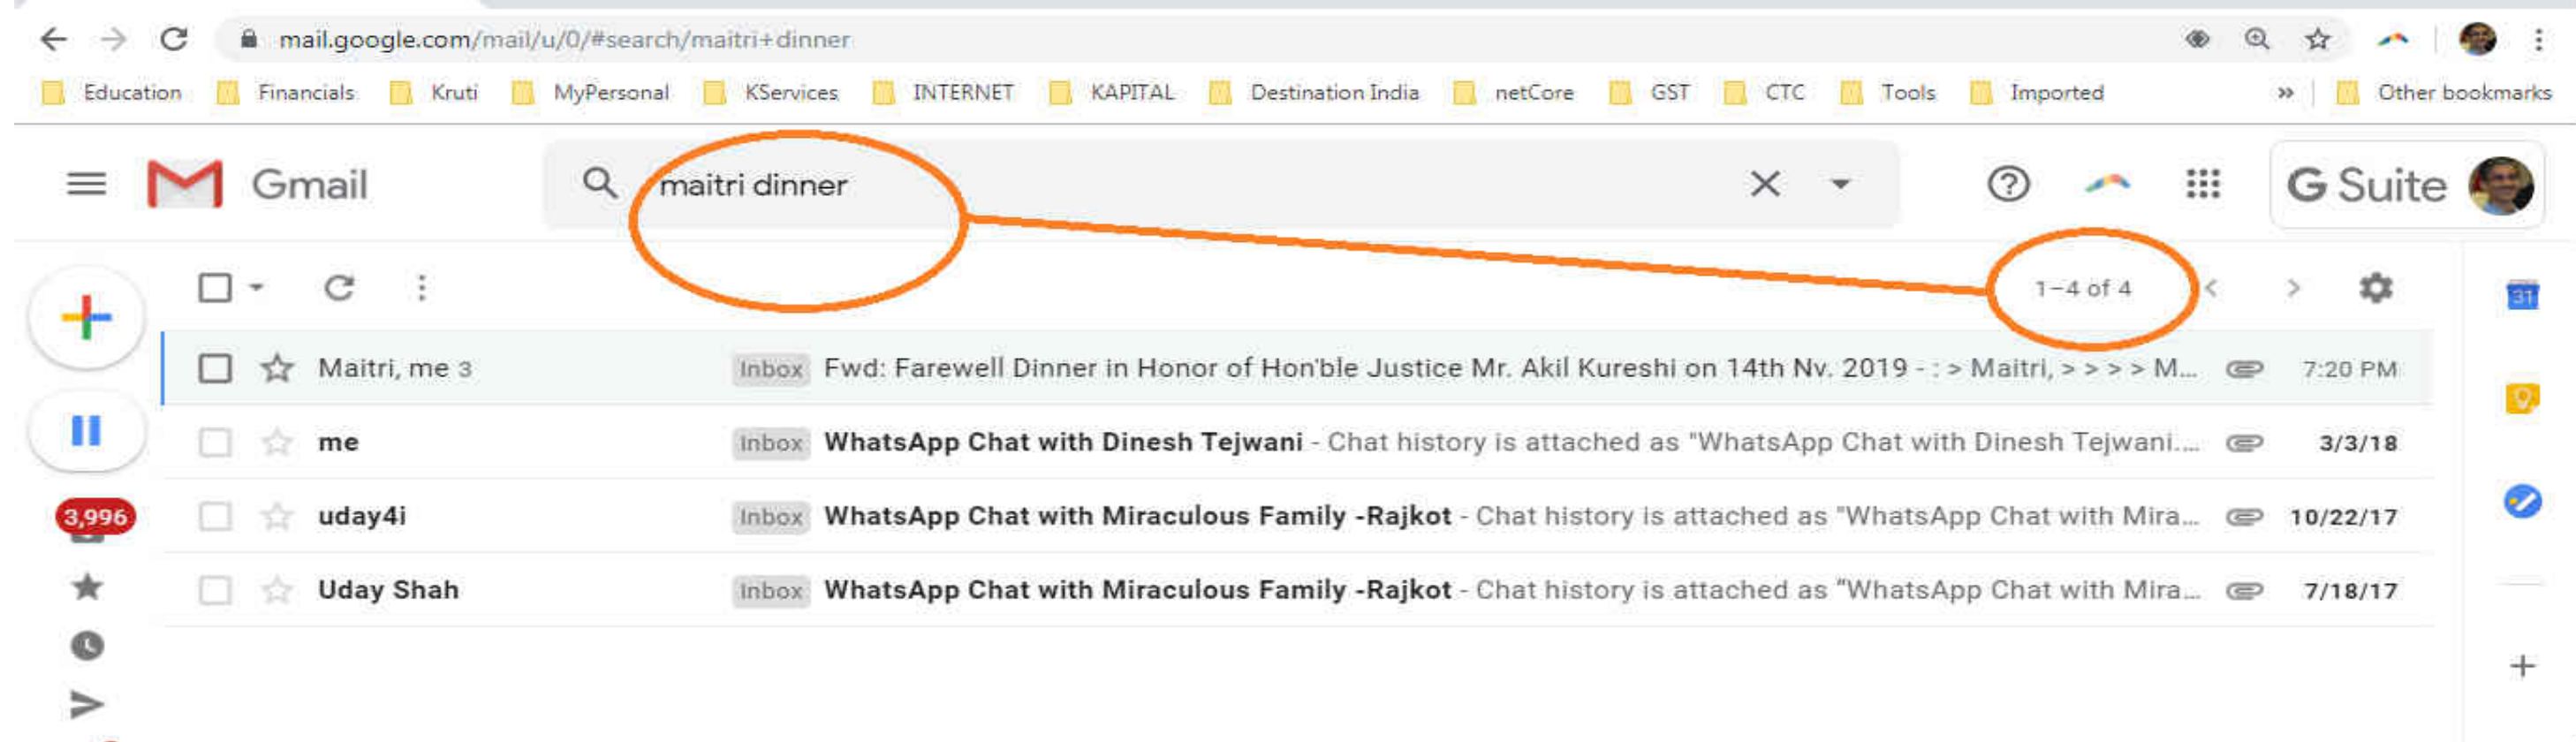 mail.google.com/mail/u/0/#search/maitri+dinner
Education Financials Kruti MyPersonal KServices INTERNET KAPITAL Destination India netCore GST CTC Tools Imported » Other bookmarks
Gmail maitri dinner G Suite
1–4 of 4
31
Maitri, me 3 Inbox Fwd: Farewell Dinner in Honor of Hon'ble Justice Mr. Akil Kureshi on 14th Nv. 2019 - : > Maitri, > > > > M... 7:20 PM
me Inbox WhatsApp Chat with Dinesh Tejwani - Chat history is attached as "WhatsApp Chat with Dinesh Tejwani.... 3/3/18
3,996 uday4i Inbox WhatsApp Chat with Miraculous Family -Rajkot - Chat history is attached as "WhatsApp Chat with Mira... 10/22/17
Uday Shah Inbox WhatsApp Chat with Miraculous Family -Rajkot - Chat history is attached as "WhatsApp Chat with Mira... 7/18/17